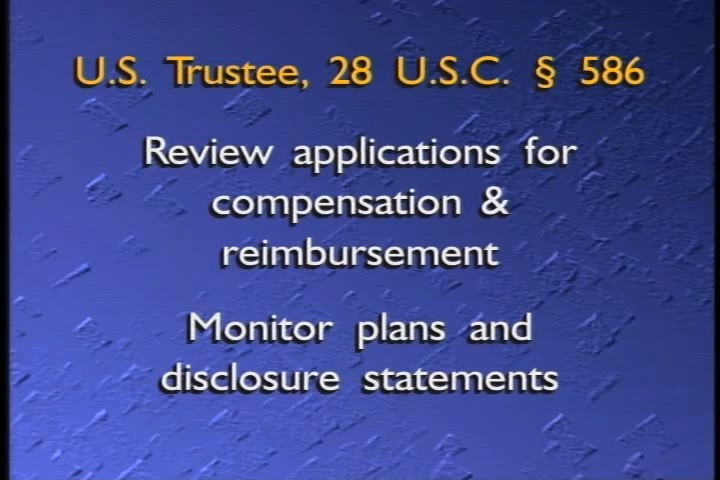 U.S. Trustee, 28 U.S.C. § 586
Review applications for
compensation &
reimbursement
Monitor plans and
disclosure statements